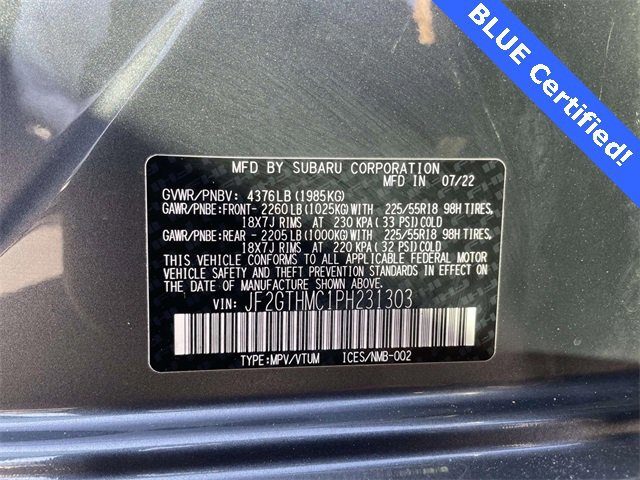 BLUE Certified!
MFD BY SUBARU CORPORATION
MFD IN 07/22
GVWR/PNBV: 4376LB (1985KG)
GAWR/PNBE:FRONT- 2260LB (1025KG)WITH 225/55R18 98H TIRES,
18X7J RIMS AT 230 KPA ( 33 PSI)COLD
GAWR/PNBE:REAR - 2205LB (1000KG)WITH 225/55R18 98H TIRES,
18X7J RIMS AT 220 KPA ( 32 PSI)COLD
THIS VEHICLE CONFORMS TO ALL APPLICABLE FEDERAL MOTOR
VEHICLE SAFETY AND THEFT PREVENTION STANDARDS IN EFFECT
ON THE DATE OF MANUFACTURE SHOWN ABOVE.
VIN: JF2GTHMC1PH231303
TYPE:MPV/VTUM ICES/NMB-002